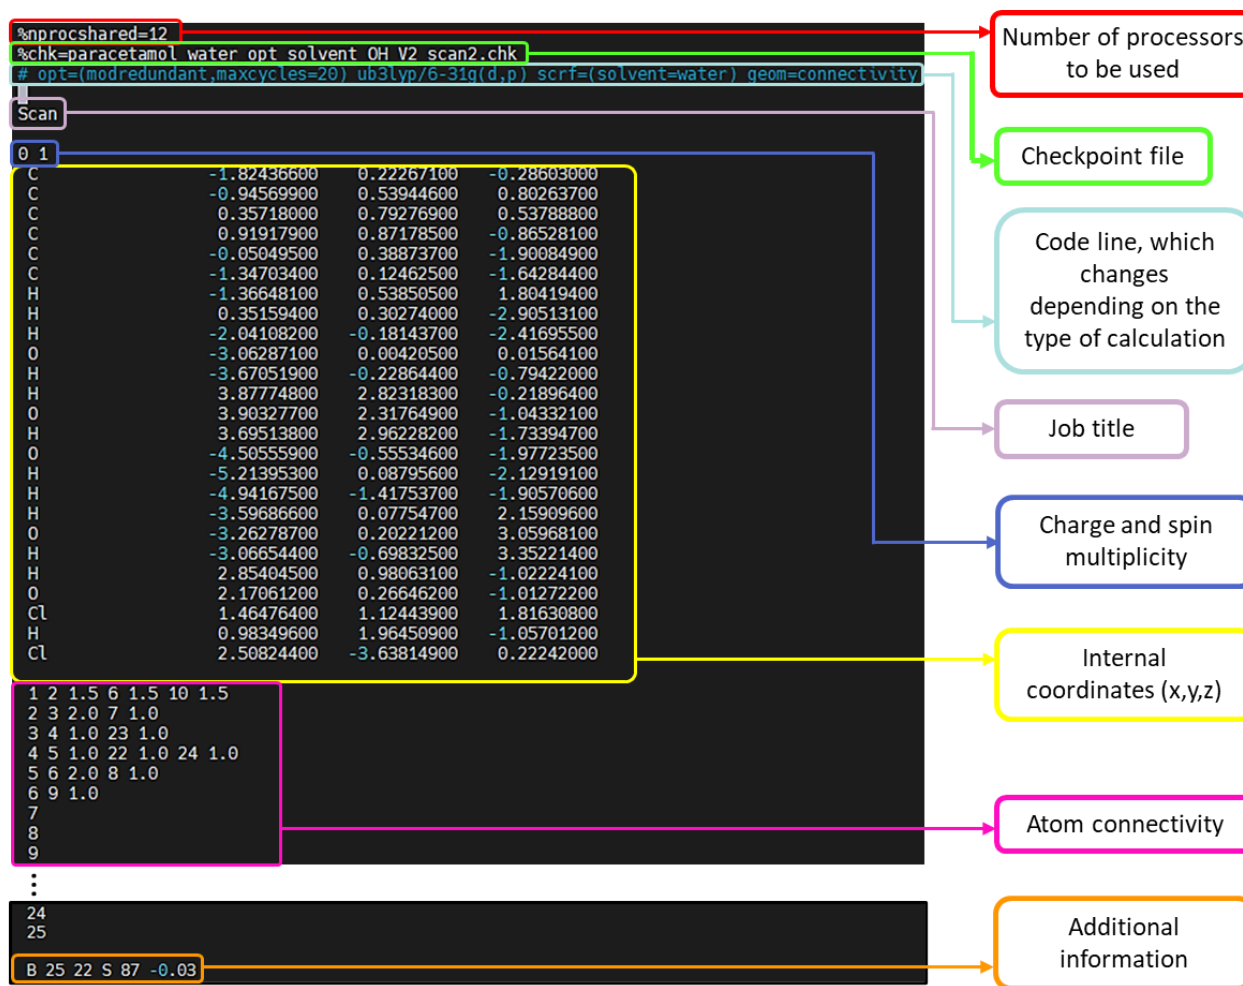 %nprocshared=12
%chk=paracetamol_water_opt_solvent_OH_V2_scan2.chk
# opt=(modredundant,maxcycles=20) ub3lyp/6-31g(d,p) scrf=(solvent=water) geom=connectivity
Scan
0 1
C -1.82436600 0.22267100 -0.28603000
C -0.94569900 0.53944600 0.80263700
C 0.35718000 0.79276900 0.53788800
C 0.91917900 0.87178500 -0.86528100
C -0.05049500 0.38873700 -1.90084900
C -1.34703400 0.12462500 -1.64284400
H -1.36648100 0.53850500 1.80419400
H 0.35159400 0.30274000 -2.90513100
H -2.04108200 -0.18143700 -2.41695500
O -3.06287100 0.00420500 0.01564100
H -3.67051900 -0.22864400 -0.79422000
H 3.87774800 2.82318300 -0.21896400
O 3.90327700 2.31764900 -1.04332100
H 3.69513800 2.96228200 -1.73394700
O -4.50555900 -0.55534600 -1.97723500
H -5.21395300 0.08795600 -2.12919100
H -4.94167500 -1.41753700 -1.90570600
H -3.59686600 0.07754700 2.15909600
O -3.26278700 0.20221200 3.05968100
H -3.06654400 -0.69832500 3.35221400
H 2.85404500 0.98063100 -1.02224100
O 2.17061200 0.26646200 -1.01272200
Cl 1.46476400 1.12443900 1.81630800
H 0.98349600 1.96450900 -1.05701200
Cl 2.50824400 -3.63814900 0.22242000
1 2 1.5 6 1.5 10 1.5
2 3 2.0 7 1.0
3 4 1.0 23 1.0
4 5 1.0 22 1.0 24 1.0
5 6 2.0 8 1.0
6 9 1.0
7
8
9
24
25
B 25 22 S 87 -0.03
Number of processors
to be used
Checkpoint file
Code line, which
changes
depending on the
type of calculation
Job title
Charge and spin
multiplicity
Internal
coordinates (x,y,z)
Atom connectivity
Additional
information